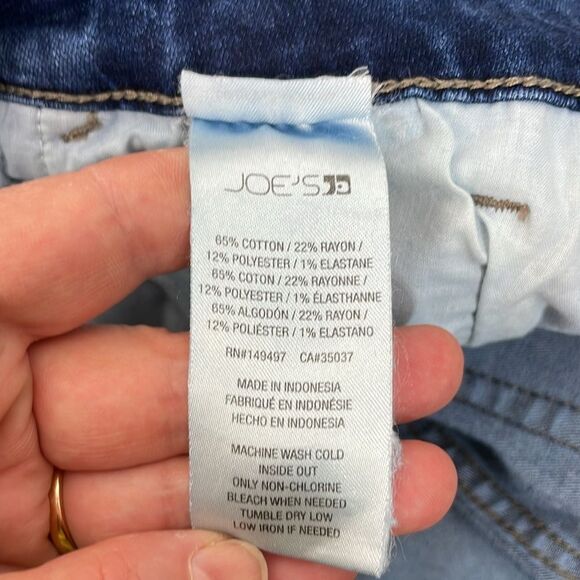 JOE'S
65% COTTON / 22% RAYON /
12% POLYESTER / 1% ELASTANE
65% COTON / 22% RAYONNE /
12% POLYESTER / 1% ÉLASTHANNE
65% ALGODÓN / 22% RAYON /
12% POLIÉSTER / 1% ELASTANO
RN#149497 CA#35037
MADE IN INDONESIA
FABRIQUÉ EN INDONÉSIE
HECHO EN INDONESIA
MACHINE WASH COLD
INSIDE OUT
ONLY NON-CHLORINE
BLEACH WHEN NEEDED
TUMBLE DRY LOW
LOW IRON IF NEEDED